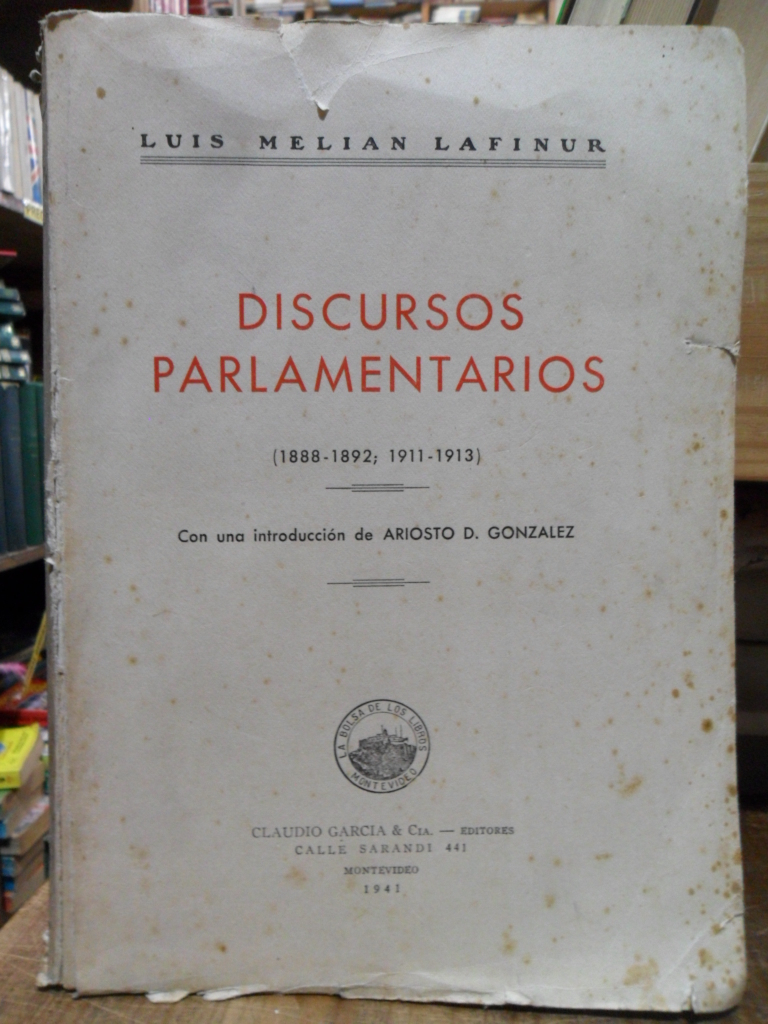 LUIS MELIAN LAFINUR
DISCURSOS
PARLAMENTARIOS
(1888-1892; 1911-1913)
Con una introducción de ARIOSTO D. GONZALEZ
LA BOLSA DE LOS LIBROS
MONTEVIDEO
CLAUDIO GARCIA & CIA. — EDITORES
CALLE SARANDI 441
MONTEVIDEO
1941